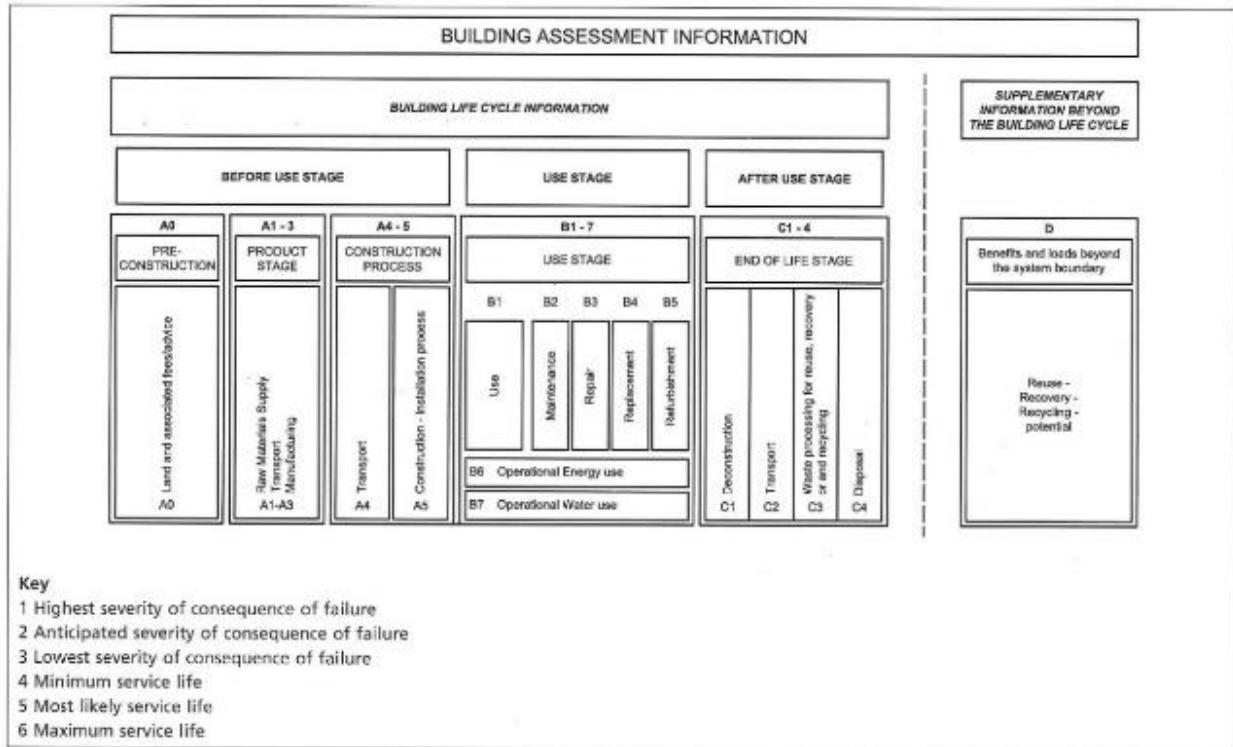 BUILDING ASSESSMENT INFORMATION
BUILDING LIFE CYCLE INFORMATION
SUPPLEMENTARY
INFORMATION BEYOND
THE BUILDING LIFE CYCLE
BEFORE USE STAGE
USE STAGE
AFTER USE STAGE
A0
PRE-
CONSTRUCTION
Land and associated fees/advice
A0
A1 - 3
PRODUCT
STAGE
Raw Materials Supply
Transport
Manufacturing
A1-A3
A4 - 5
CONSTRUCTION
PROCESS
Transport
A4
Construction - Installation process
A5
B1 - 7
USE STAGE
B1
Use
B2
Maintenance
B3
Repair
B4
Replacement
B5
Refurbishment
B6 Operational Energy use
B7 Operational Water use
C1 - 4
END OF LIFE STAGE
Deconstruction
C1
Transport
C2
Waste processing for reuse, recovery
or and recycling
C3
Disposal
C4
D
Benefits and loads beyond
the system boundary
Reuse -
Recovery -
Recycling -
potential
Key
1 Highest severity of consequence of failure
2 Anticipated severity of consequence of failure
3 Lowest severity of consequence of failure
4 Minimum service life
5 Most likely service life
6 Maximum service life